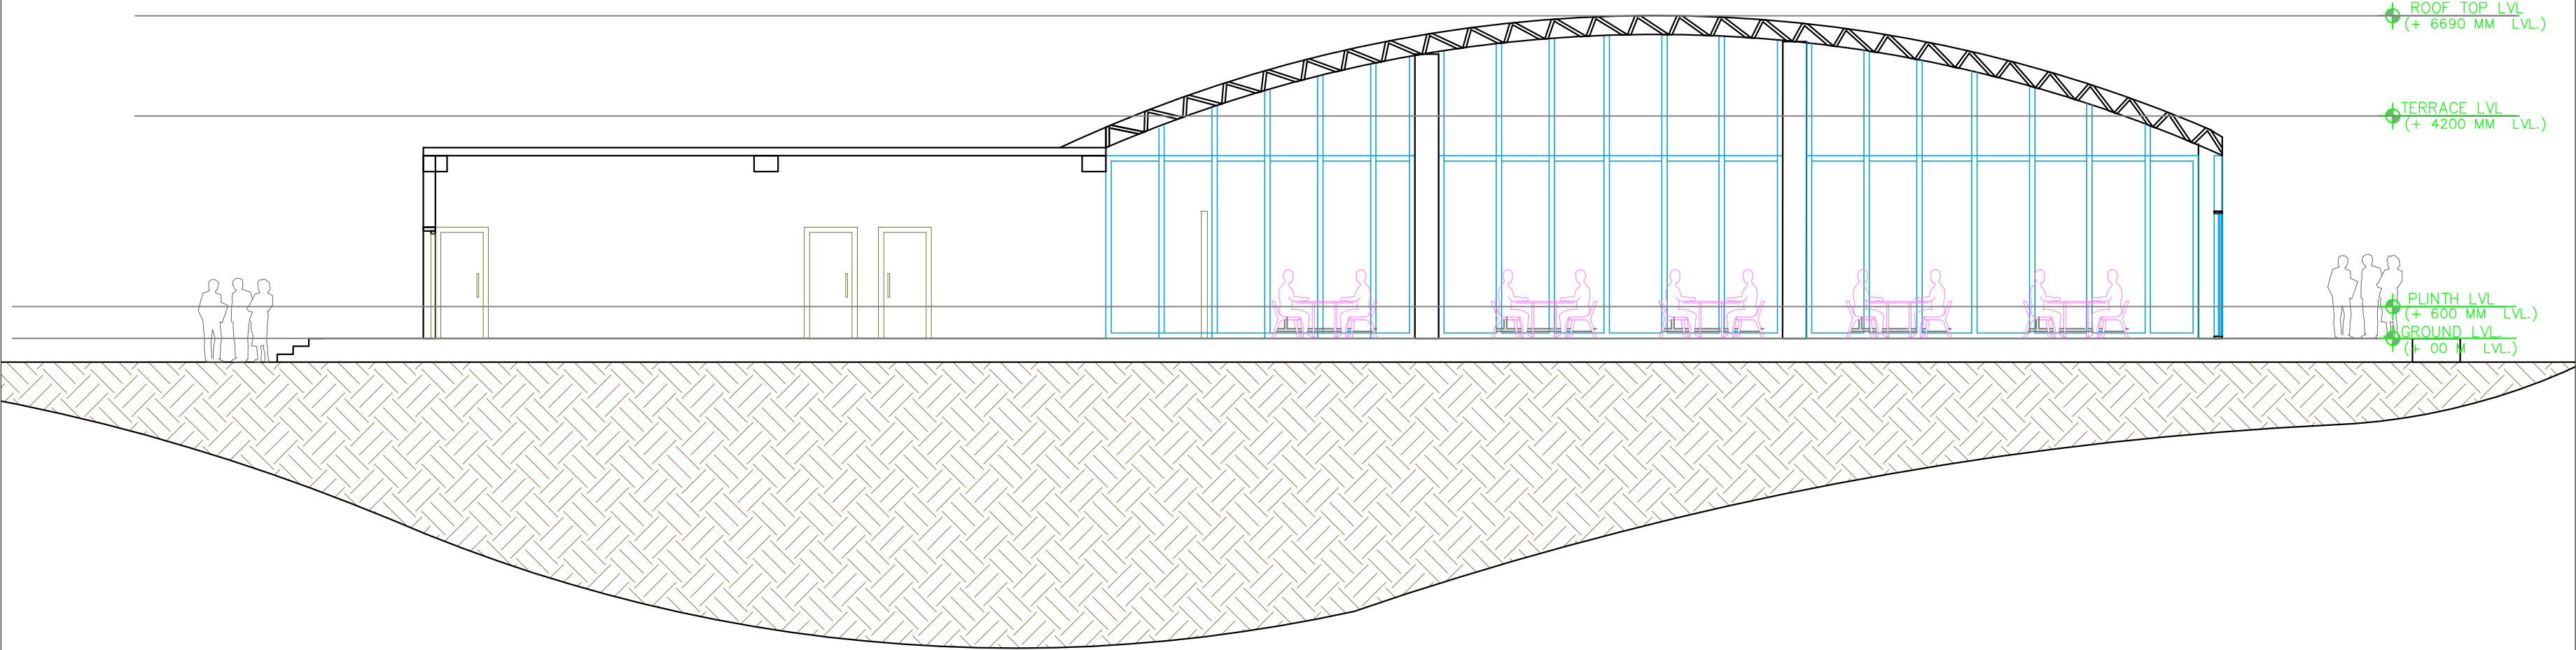 ROOF TOP LVL
(+ 6690 MM LVL.)
TERRACE LVL
(+ 4200 MM LVL.)
PLINTH LVL
(+ 600 MM LVL.)
GROUND LVL.
(+ 00 M LVL.)